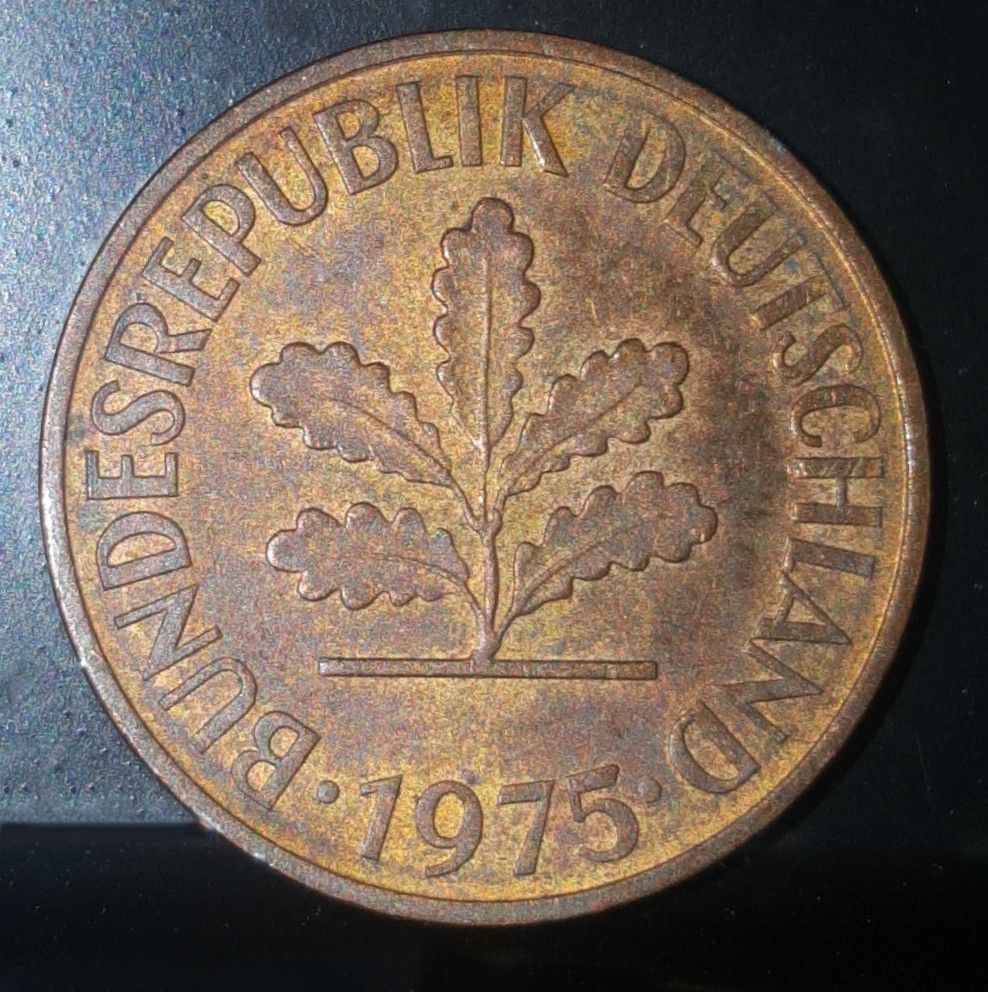 BUNDESREPUBLIK DEUTSCHLAND
· 1975 ·